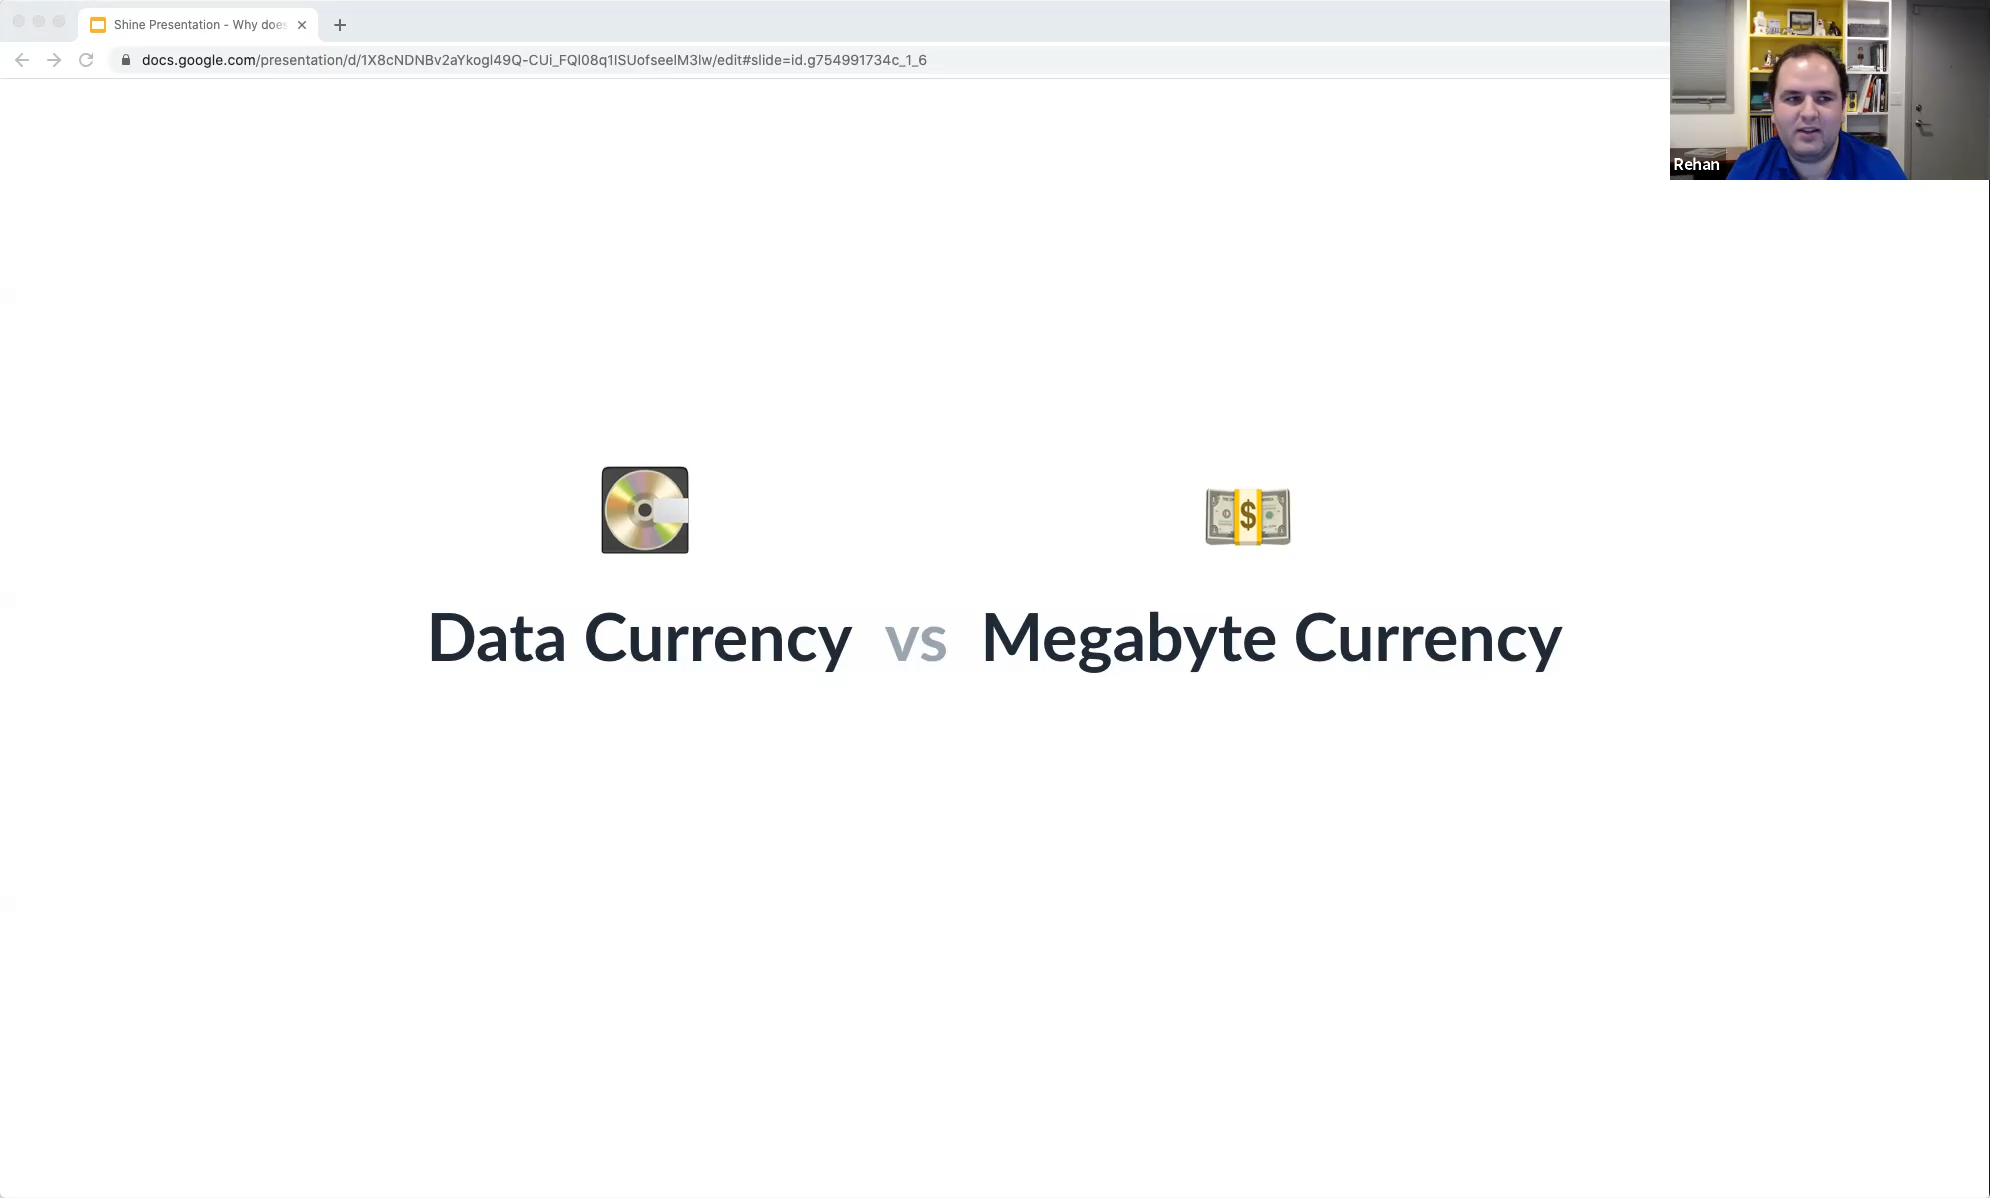 Shine Presentation - Why does
docs.google.com/presentation/d/1X8cNDNBv2aYkogl49Q-CUi_FQl08q1lSUofseelM3lw/edit#slide=id.g754991734c_1_6
Rehan
$
Data Currency vs Megabyte Currency